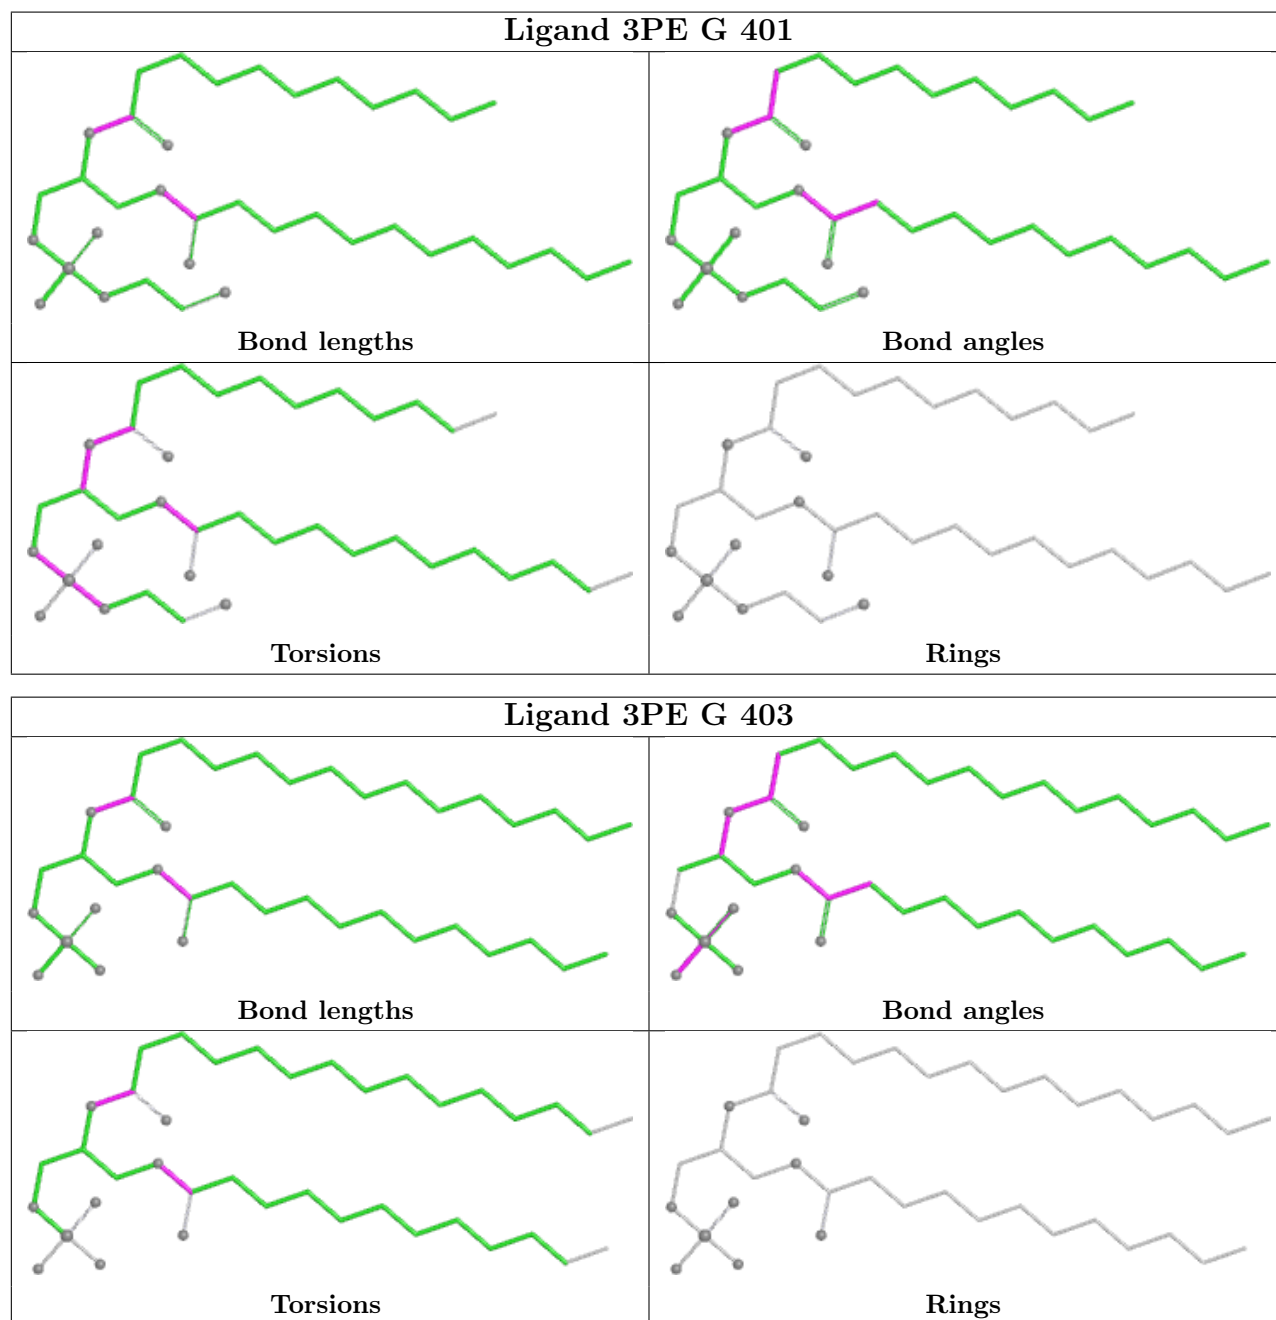 Ligand 3PE G 401
Bond lengths
Bond angles
Torsions
Rings
Ligand 3PE G 403
Bond lengths
Bond angles
Torsions
Rings